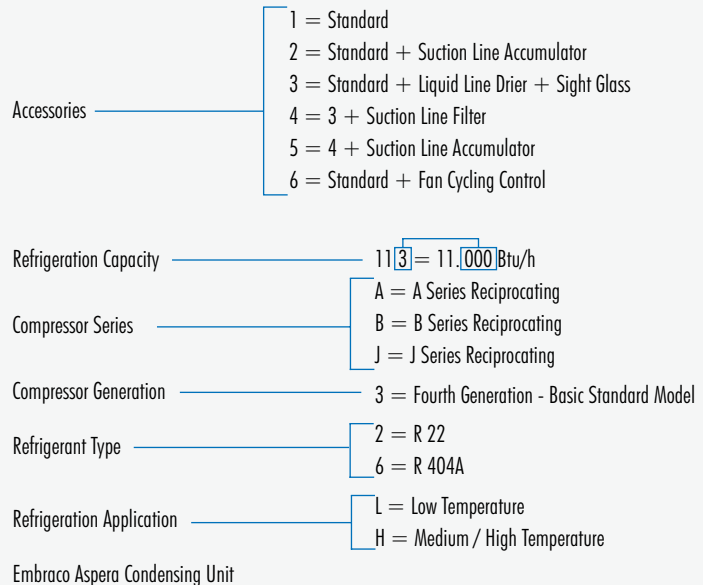 1 = Standard
2 = Standard + Suction Line Accumulator
3 = Standard + Liquid Line Drier + Sight Glass
Accessories
4 = 3 + Suction Line Filter
5 = 4 + Suction Line Accumulator
6 = Standard + Fan Cycling Control
Refrigeration Capacity 113 = 11.000 Btu/h
A = A Series Reciprocating
Compressor Series B = B Series Reciprocating
J = J Series Reciprocating
Compressor Generation 3 = Fourth Generation - Basic Standard Model
2 = R 22
Refrigerant Type
6 = R 404A
L = Low Temperature
Refrigeration Application
H = Medium / High Temperature
Embraco Aspera Condensing Unit